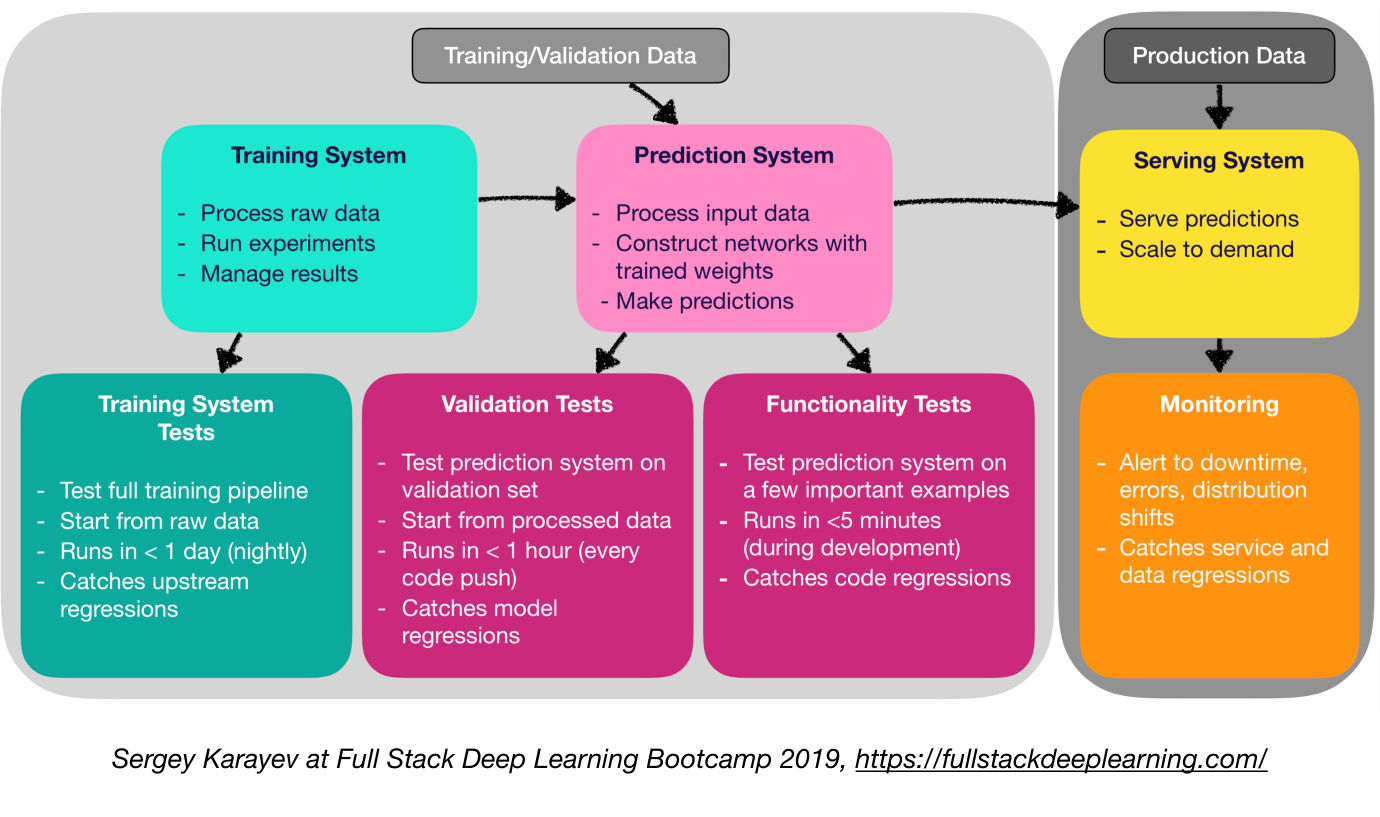 Training/Validation Data
Production Data
Training System
- Process raw data
- Run experiments
- Manage results
Prediction System
- Process input data
- Construct networks with
trained weights
- Make predictions
Serving System
- Serve predictions
- Scale to demand
Training System
Tests
- Test full training pipeline
- Start from raw data
- Runs in < 1 day (nightly)
- Catches upstream
regressions
Validation Tests
- Test prediction system on
validation set
- Start from processed data
- Runs in < 1 hour (every
code push)
- Catches model
regressions
Functionality Tests
- Test prediction system on
a few important examples
- Runs in <5 minutes
(during development)
- Catches code regressions
Monitoring
- Alert to downtime,
errors, distribution
shifts
- Catches service and
data regressions
Sergey Karayev at Full Stack Deep Learning Bootcamp 2019, https://fullstackdeeplearning.com/